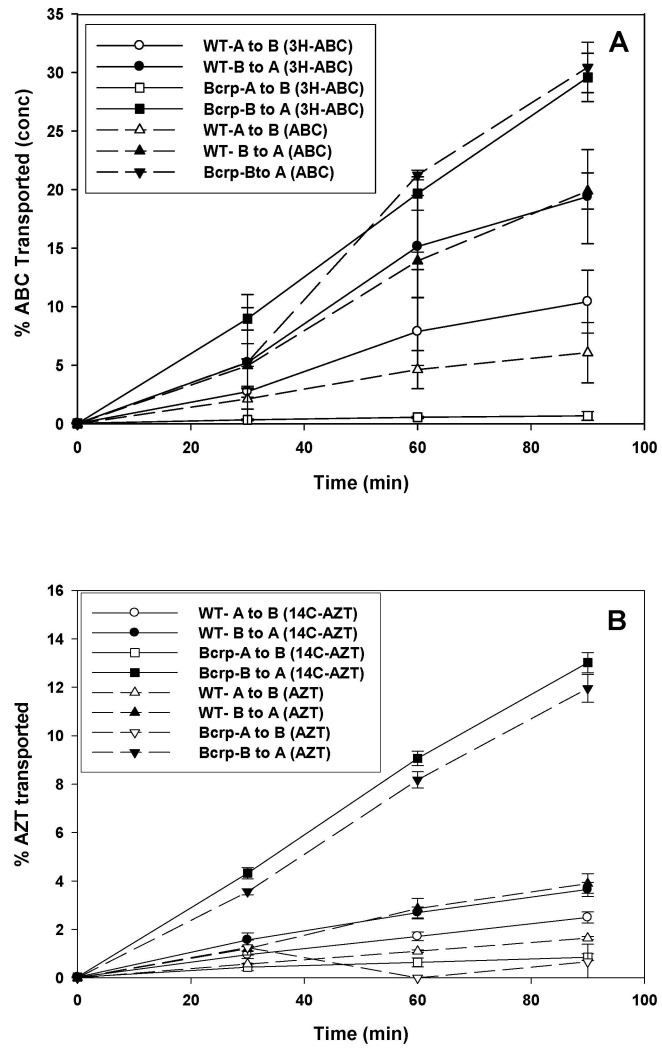 A
WT-A to B (3H-ABC)
WT-B to A (3H-ABC)
Bcrp-A to B (3H-ABC)
Bcrp-B to A (3H-ABC)
WT-A to B (ABC)
WT- B to A (ABC)
Bcrp-Bto A (ABC)
% ABC Transported (conc)
35
30
25
20
15
10
5
0
0 20 40 60 80 100
Time (min)
B
WT- A to B (14C-AZT)
WT- B to A (14C-AZT)
Bcrp-A to B (14C-AZT)
Bcrp-B to A (14C-AZT)
WT- A to B (AZT)
WT- B to A (AZT)
Bcrp-A to B (AZT)
Bcrp-B to A (AZT)
% AZT transported
16
14
12
10
8
6
4
2
0
0 20 40 60 80 100
Time (min)